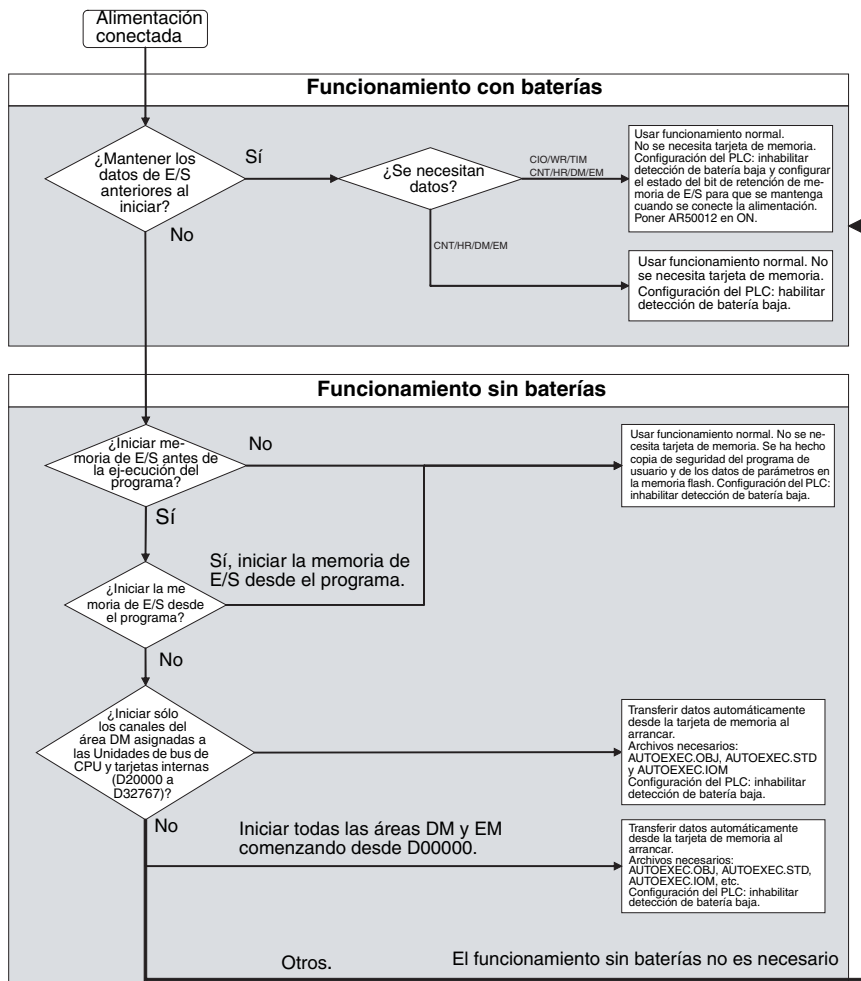 Alimentación
conectada
Funcionamiento con baterías
¿Mantener los
datos de E/S
anteriores al
iniciar?
Sí
No
¿Se necesitan
datos?
CIO/WR/TIM
CNT/HR/DM/EM
Usar funcionamiento normal.
No se necesita tarjeta de memoria.
Configuración del PLC: inhabilitar
detección de batería baja y configurar
el estado del bit de retención de me-
moria de E/S para que se mantenga
cuando se conecte la alimentación.
Poner AR50012 en ON.
CNT/HR/DM/EM
Usar funcionamiento normal. No
se necesita tarjeta de memoria.
Configuración del PLC: habilitar
detección de batería baja.
Funcionamiento sin baterías
¿Iniciar me-
moria de E/S antes de
la ej-ecución del
programa?
No
Sí
Usar funcionamiento normal. No se ne-
cesita tarjeta de memoria. Se ha hecho
copia de seguridad del programa de
usuario y de los datos de parámetros en
la memoria flash. Configuración del PLC:
inhabilitar detección de batería baja.
Sí, iniciar la memoria de
E/S desde el programa.
¿Iniciar la me
moria de E/S desde
el programa?
No
¿Iniciar sólo
los canales del
área DM asignadas a
las Unidades de bus de
CPU y tarjetas internas
(D20000 a
D32767)?
Transferir datos automáticamente
desde la tarjeta de memoria al
arrancar.
Archivos necesarios:
AUTOEXEC.OBJ, AUTOEXEC.STD
y AUTOEXEC.IOM
Configuración del PLC: inhabilitar
detección de batería baja.
No
Iniciar todas las áreas DM y EM
comenzando desde D00000.
Transferir datos automáticamente
desde la tarjeta de memoria al
arrancar.
Archivos necesarios:
AUTOEXEC.OBJ, AUTOEXEC.STD,
AUTOEXEC.IOM, etc.
Configuración del PLC: inhabilitar
detección de batería baja.
Otros.
El funcionamiento sin baterías no es necesario